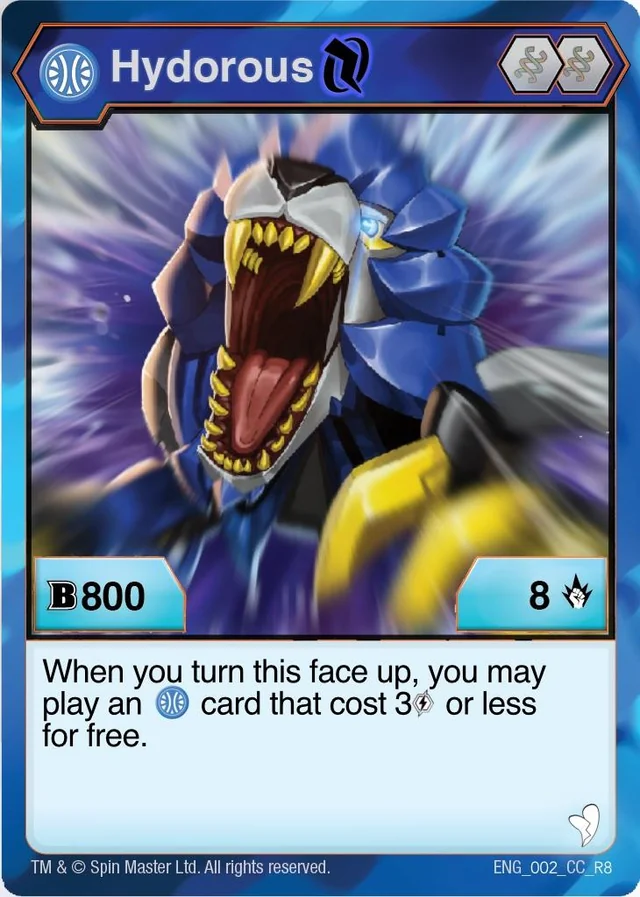 Hydorous
B 800
8
When you turn this face up, you may
play an card that cost 3 or less
for free.
TM & © Spin Master Ltd. All rights reserved.
ENG_002_CC_R8